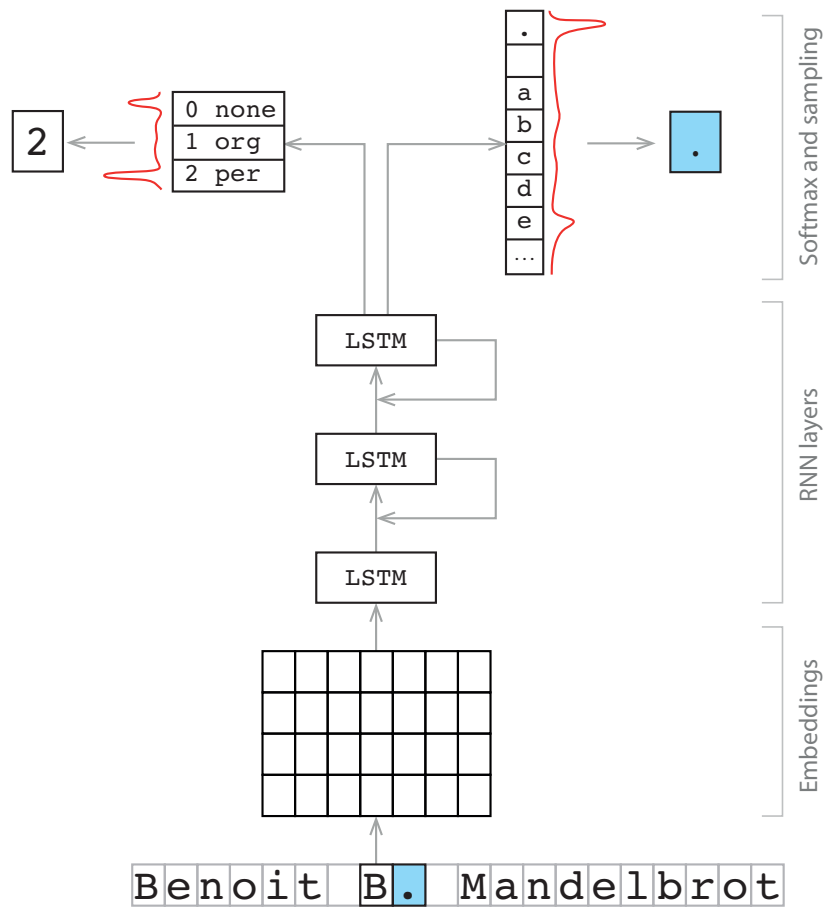 .
a
b
c
d
e
...
2
0 none
1 org
2 per
.
Softmax and sampling
LSTM
LSTM
LSTM
RNN layers
Embeddings
Benoit B. Mandelbrot